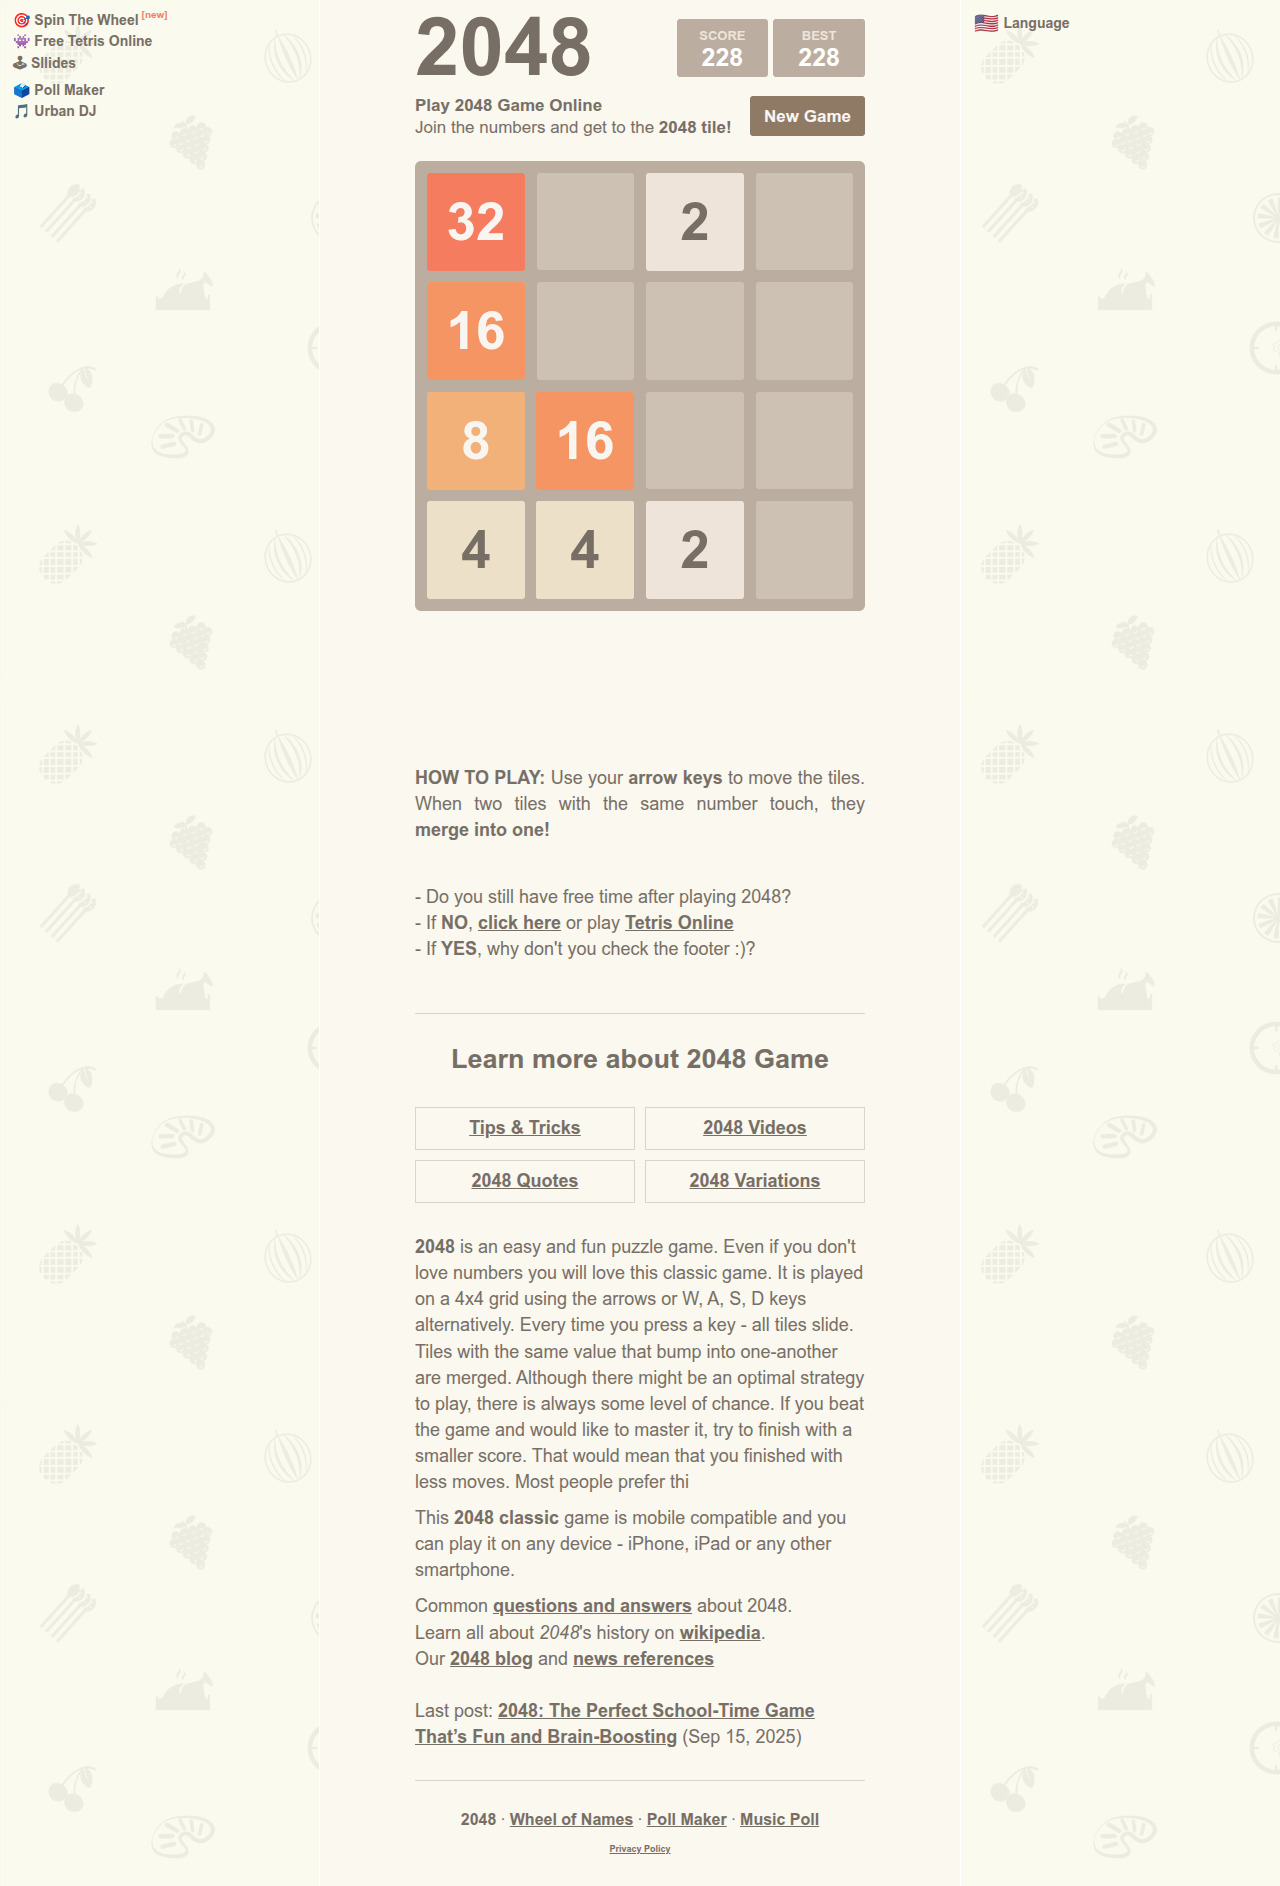 🎯 Spin The Wheel [new]
👾 Free Tetris Online
🕹 Sllides
🗳 Poll Maker
🎵 Urban DJ
🇺🇸 Language
2048
SCORE
228
BEST
228
Play 2048 Game Online
Join the numbers and get to the 2048 tile!
New Game
32 2
16
8 16
4 4 2
HOW TO PLAY: Use your arrow keys to move the tiles.
When two tiles with the same number touch, they
merge into one!
- Do you still have free time after playing 2048?
- If NO, click here or play Tetris Online
- If YES, why don't you check the footer :)?
Learn more about 2048 Game
Tips & Tricks
2048 Videos
2048 Quotes
2048 Variations
2048 is an easy and fun puzzle game. Even if you don't
love numbers you will love this classic game. It is played
on a 4x4 grid using the arrows or W, A, S, D keys
alternatively. Every time you press a key - all tiles slide.
Tiles with the same value that bump into one-another
are merged. Although there might be an optimal strategy
to play, there is always some level of chance. If you beat
the game and would like to master it, try to finish with a
smaller score. That would mean that you finished with
less moves. Most people prefer thi
This 2048 classic game is mobile compatible and you
can play it on any device - iPhone, iPad or any other
smartphone.
Common questions and answers about 2048.
Learn all about 2048's history on wikipedia.
Our 2048 blog and news references
Last post: 2048: The Perfect School-Time Game
That’s Fun and Brain-Boosting (Sep 15, 2025)
2048 · Wheel of Names · Poll Maker · Music Poll
Privacy Policy